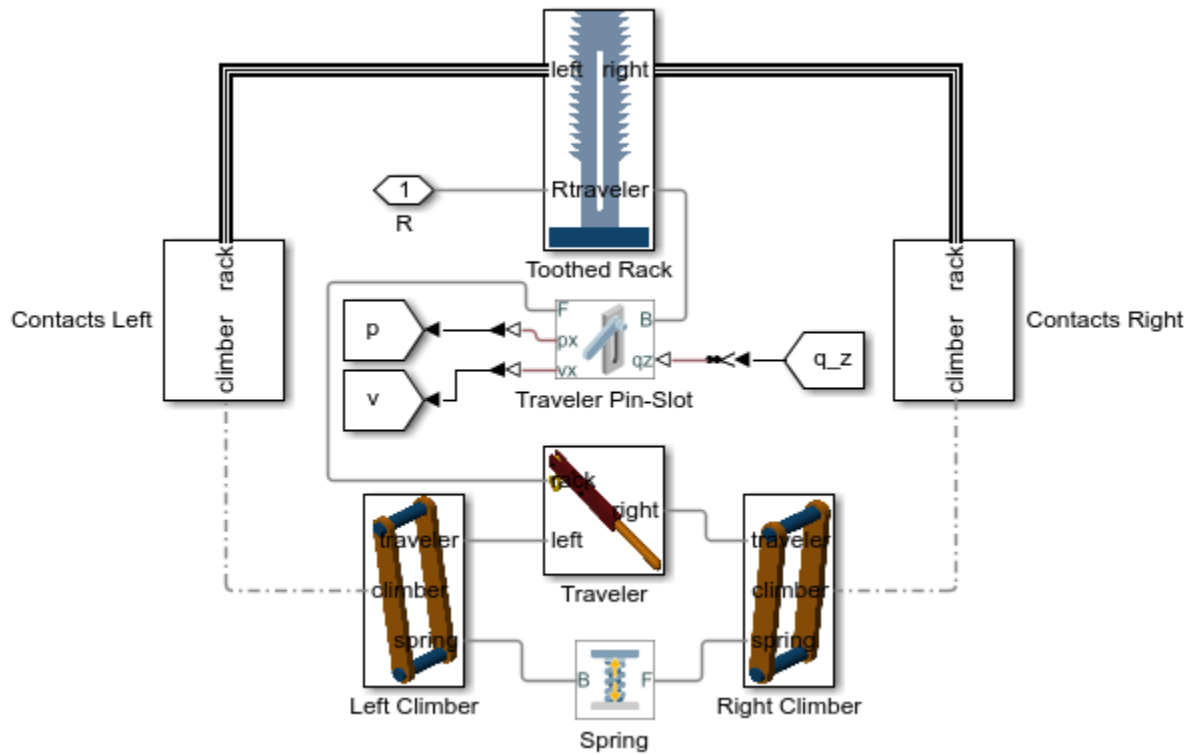 left right
1
Rtraveler
R
Toothed Rack
rack
climber
Contacts Left
rack
climber
Contacts Right
p
F
px
B
v
vx
qz
q_z
Traveler Pin-Slot
rack
right
left
Traveler
traveler
climber
spring
Left Climber
traveler
climber
spring
Right Climber
B
F
Spring